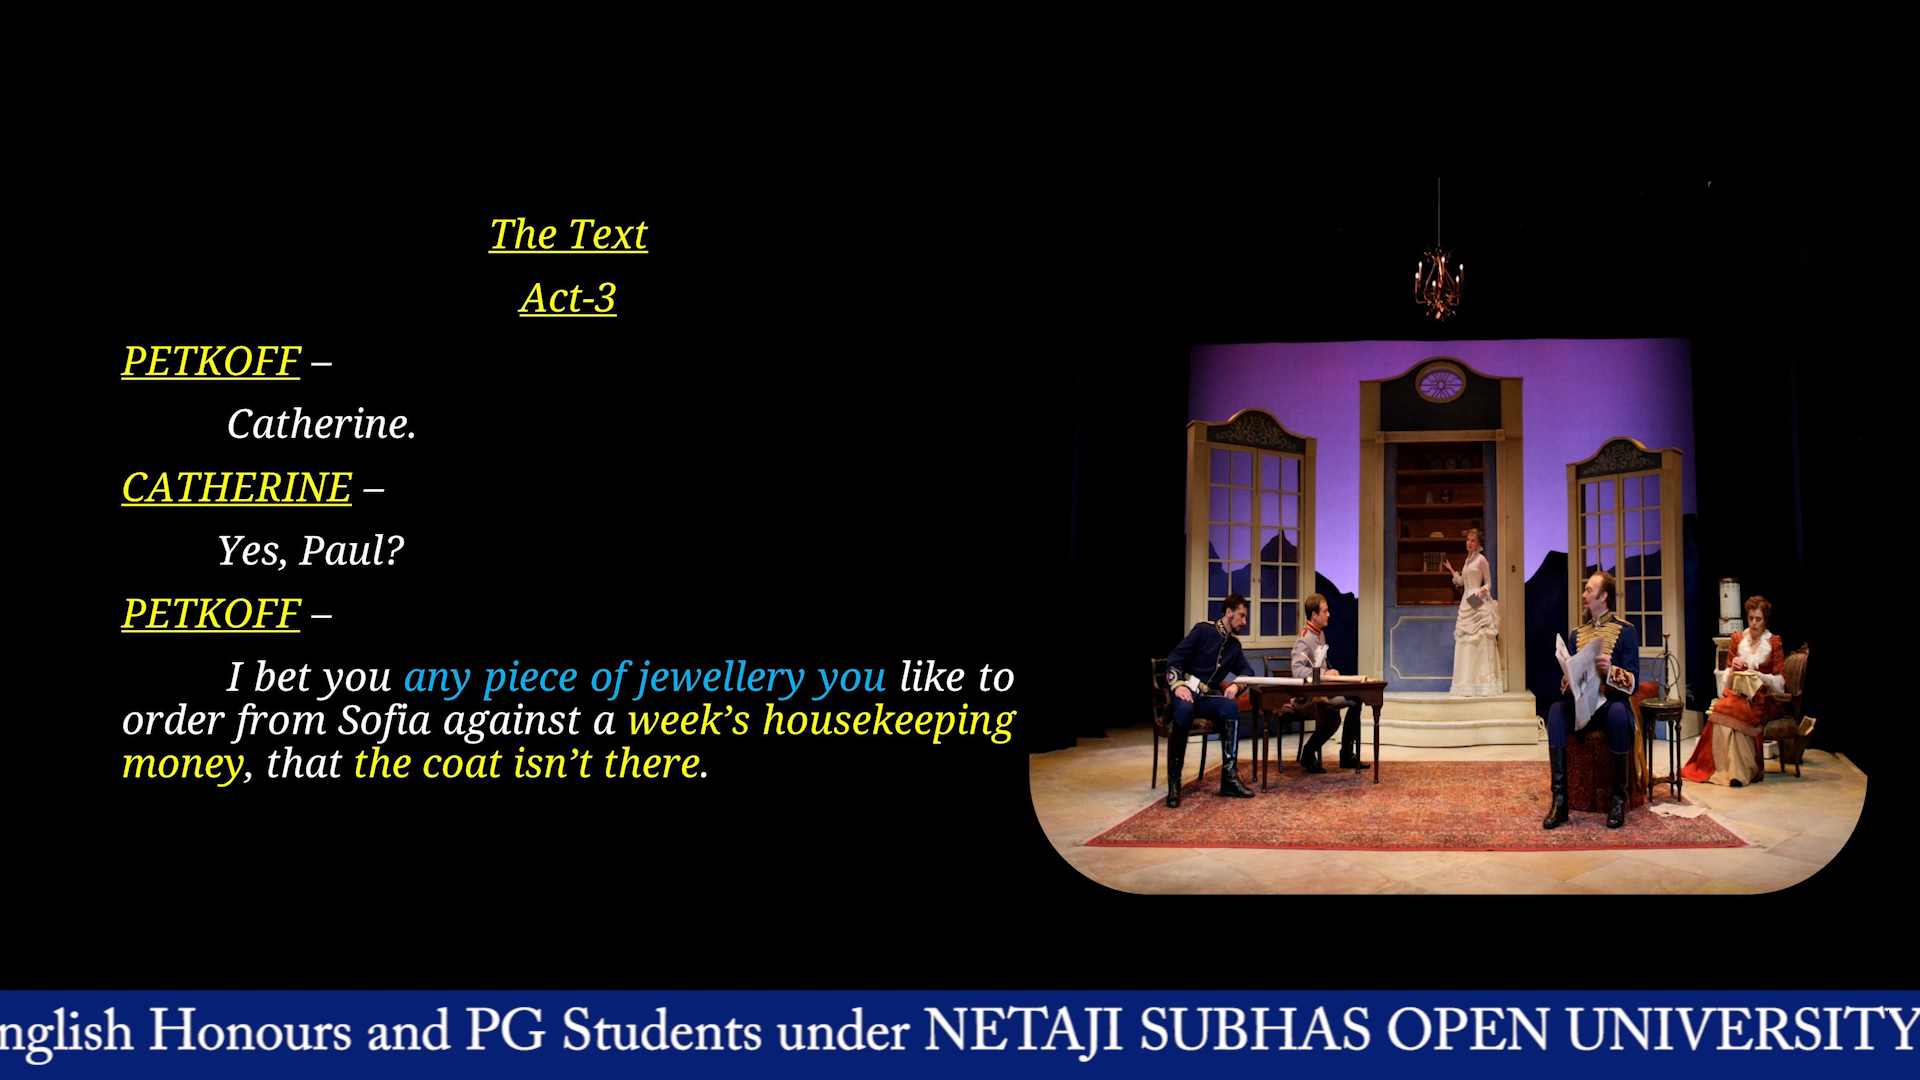 The Text
Act-3
PETKOFF –
Catherine.
CATHERINE –
Yes, Paul?
PETKOFF –
I bet you any piece of jewellery you like to
order from Sofia against a week’s housekeeping
money, that the coat isn’t there.
nglish Honours and PG Students under NETAJI SUBHAS OPEN UNIVERSITY